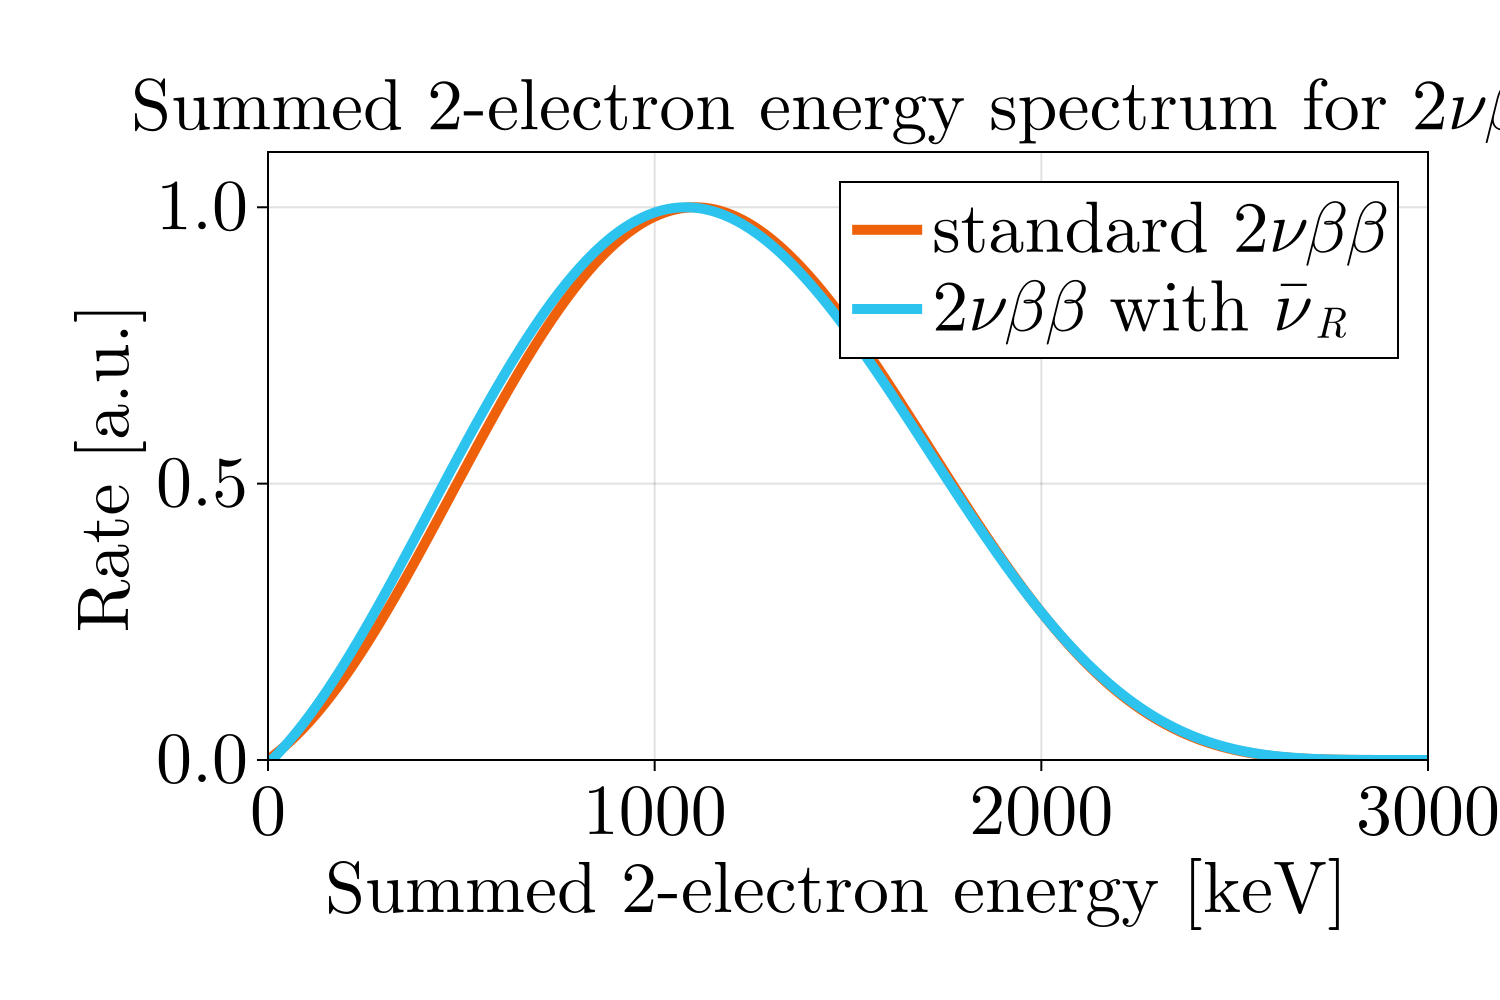 Summed 2-electron energy spectrum for 2νβ
1.0
0.5
0.0
Rate [a.u.]
standard 2νββ
2νββ with ν̄_R
0 1000 2000 3000
Summed 2-electron energy [keV]